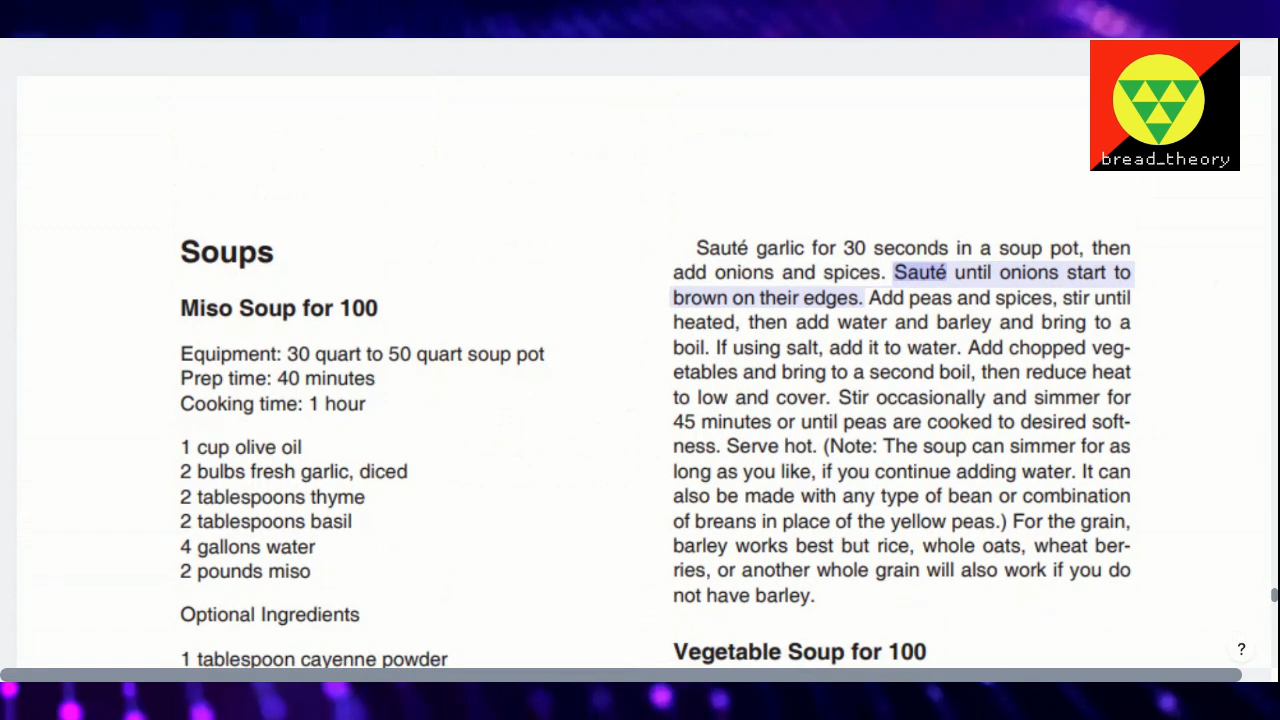 bread_theory
Soups
Miso Soup for 100
Equipment: 30 quart to 50 quart soup pot
Prep time: 40 minutes
Cooking time: 1 hour
1 cup olive oil
2 bulbs fresh garlic, diced
2 tablespoons thyme
2 tablespoons basil
4 gallons water
2 pounds miso
Optional Ingredients
1 tablespoon cayenne powder
Sauté garlic for 30 seconds in a soup pot, then
add onions and spices. Sauté until onions start to
brown on their edges. Add peas and spices, stir until
heated, then add water and barley and bring to a
boil. If using salt, add it to water. Add chopped veg-
etables and bring to a second boil, then reduce heat
to low and cover. Stir occasionally and simmer for
45 minutes or until peas are cooked to desired soft-
ness. Serve hot. (Note: The soup can simmer for as
long as you like, if you continue adding water. It can
also be made with any type of bean or combination
of breans in place of the yellow peas.) For the grain,
barley works best but rice, whole oats, wheat ber-
ries, or another whole grain will also work if you do
not have barley.
Vegetable Soup for 100
?